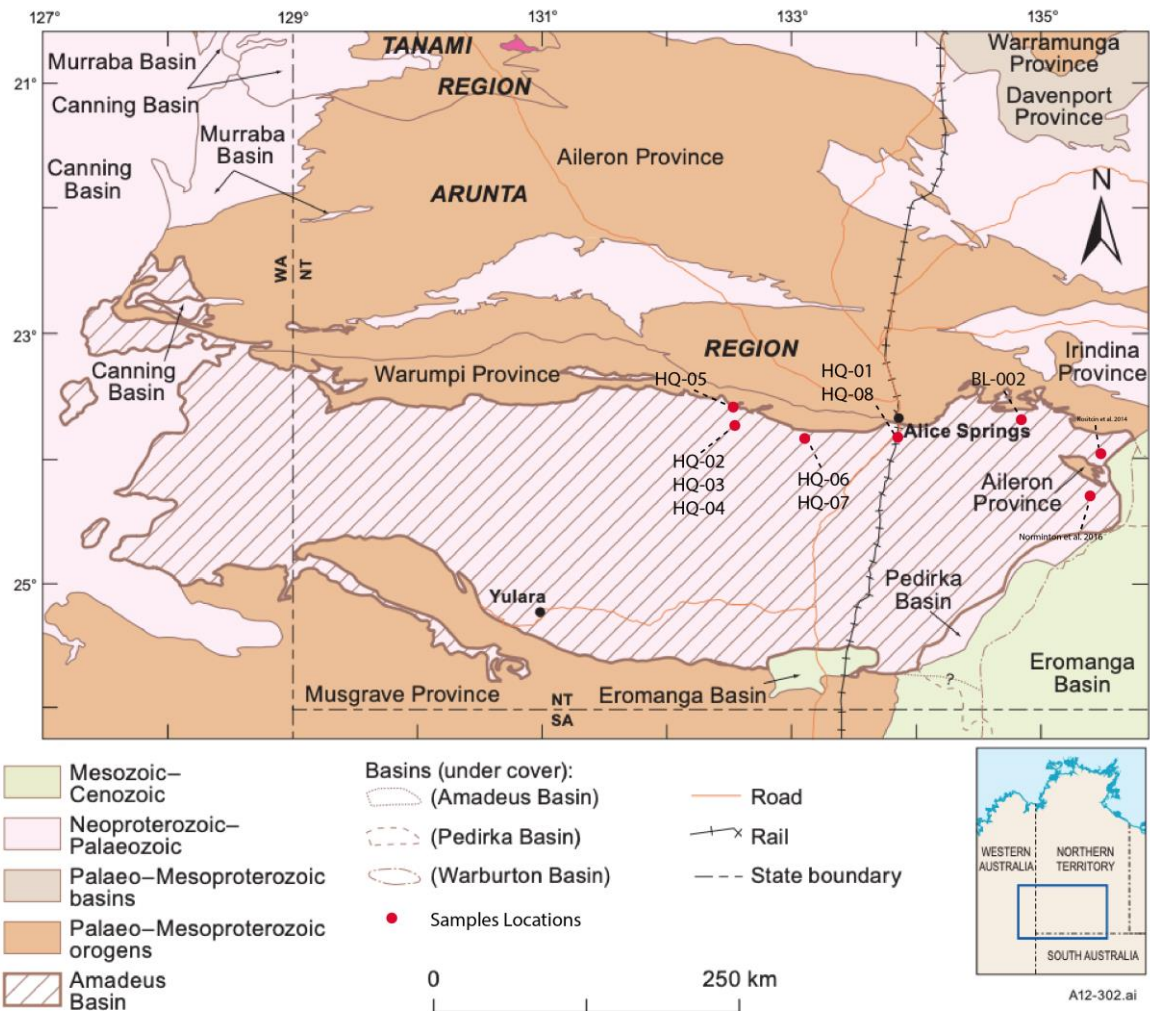 127°
129°
131°
133°
135°
TANAMI
REGION
Murraba Basin
Canning Basin
Warramunga
Province
Davenport
Province
21°
Murraba
Basin
Canning
Basin
Aileron Province
ARUNTA
N
WA
NT
23°
REGION
Irindina
Province
Canning
Basin
Warumpi Province
HQ-05
HQ-01
HQ-08
BL-002
Alice Springs
HQ-02
HQ-03
HQ-04
HQ-06
HQ-07
Aileron
Province
Norminton et al. 2016
25°
Yulara
Pedirka
Basin
Musgrave Province
NT
SA
Eromanga Basin
?
Eromanga
Basin
Mesozoic–
Cenozoic
Neoproterozoic–
Palaeozoic
Palaeo–Mesoproterozoic
basins
Palaeo–Mesoproterozoic
orogens
Amadeus
Basin
Basins (under cover):
(Amadeus Basin)
(Pedirka Basin)
(Warburton Basin)
Samples Locations
Road
Rail
State boundary
0
250 km
WESTERN
AUSTRALIA
NORTHERN
TERRITORY
SOUTH AUSTRALIA
A12-302.ai